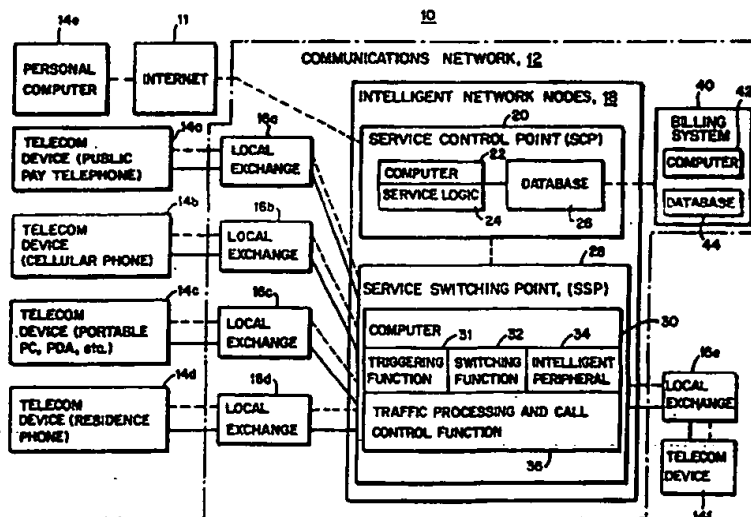 10
14e
11
COMMUNICATIONS NETWORK, 12
PERSONAL
COMPUTER
INTERNET
INTELLIGENT NETWORK NODES, 18
40
42
BILLING
SYSTEM
COMPUTER
DATABASE
44
20
SERVICE CONTROL POINT (SCP)
22
COMPUTER
SERVICE LOGIC
24
DATABASE
26
14a
TELECOM
DEVICE (PUBLIC
PAY TELEPHONE)
16a
LOCAL
EXCHANGE
14b
TELECOM
DEVICE
(CELLULAR PHONE)
16b
LOCAL
EXCHANGE
28
SERVICE SWITCHING POINT, (SSP)
14c
TELECOM
DEVICE (PORTABLE
PC, PDA, etc.)
16c
LOCAL
EXCHANGE
COMPUTER
30
31
32
34
TRIGGERING
FUNCTION
SWITCHING
FUNCTION
INTELLIGENT
PERIPHERAL
14d
TELECOM
DEVICE (RESIDENCE
PHONE)
16d
LOCAL
EXCHANGE
TRAFFIC PROCESSING AND CALL
CONTROL FUNCTION
36
16e
LOCAL
EXCHANGE
TELECOM
DEVICE
14f